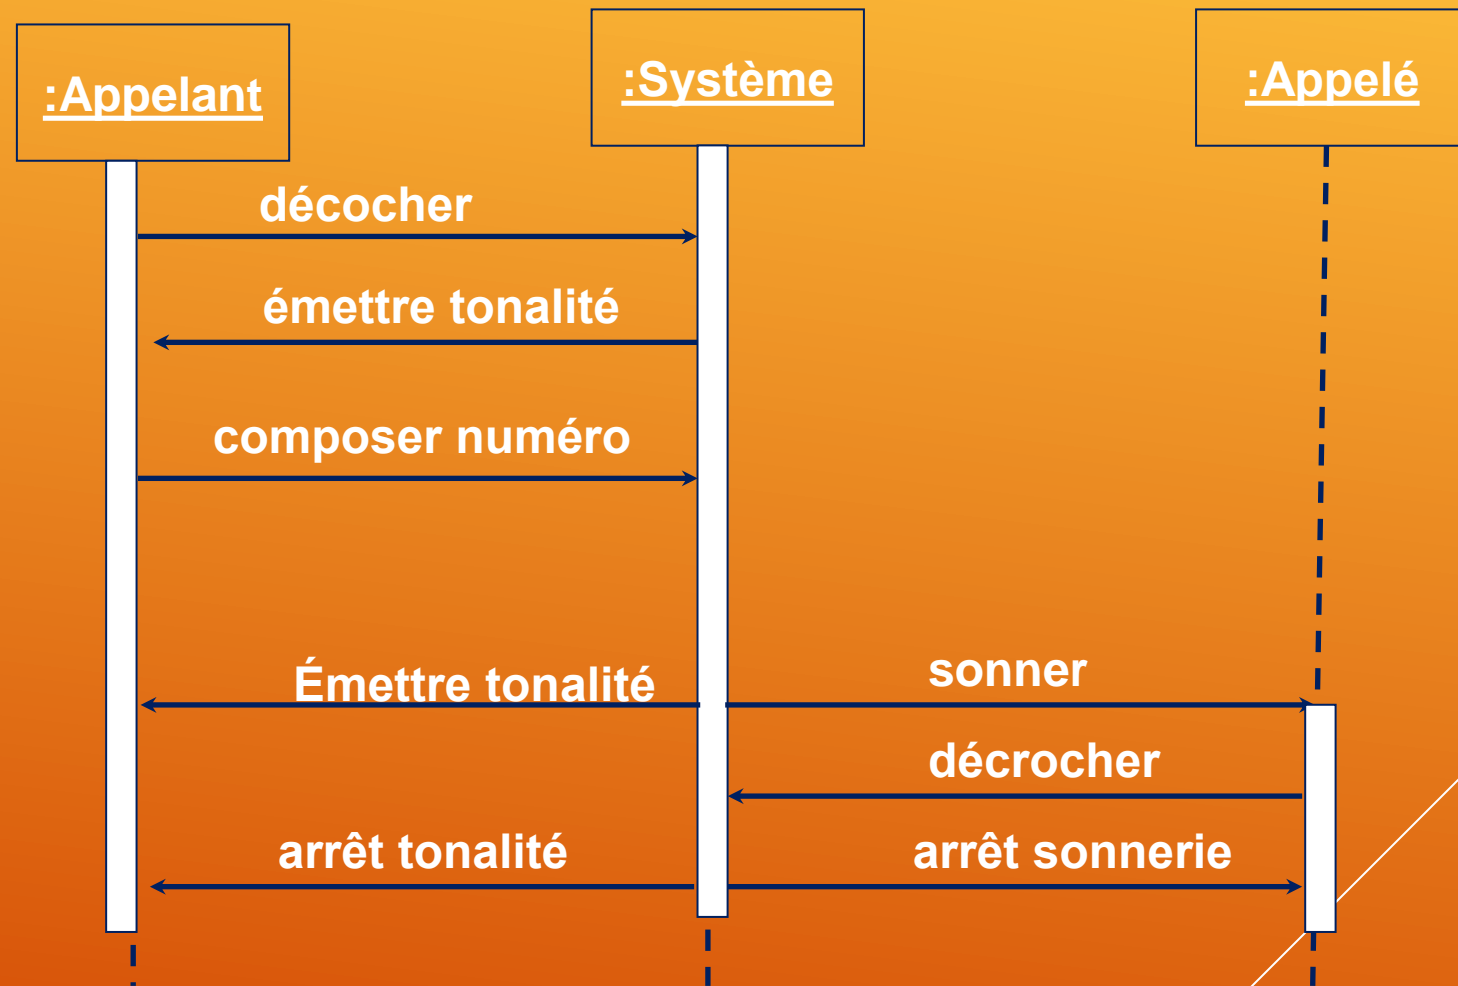 :Appelant
:Système
:Appelé
décocher
émettre tonalité
composer numéro
Émettre tonalité
sonner
décrocher
arrêt tonalité
arrêt sonnerie